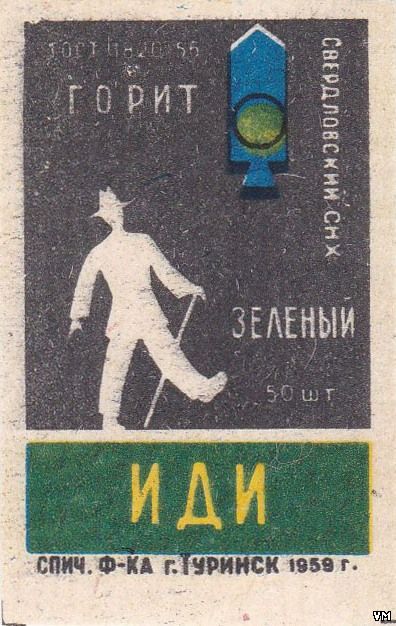 ГОСТ 1820-56
ГОРИТ
СВЕРДЛОВСКИЙ СНХ
ЗЕЛЕНЫЙ
50 шт
ИДИ
СПИЧ. Ф-КА г. ТУРИНСК 1959 г.
VM